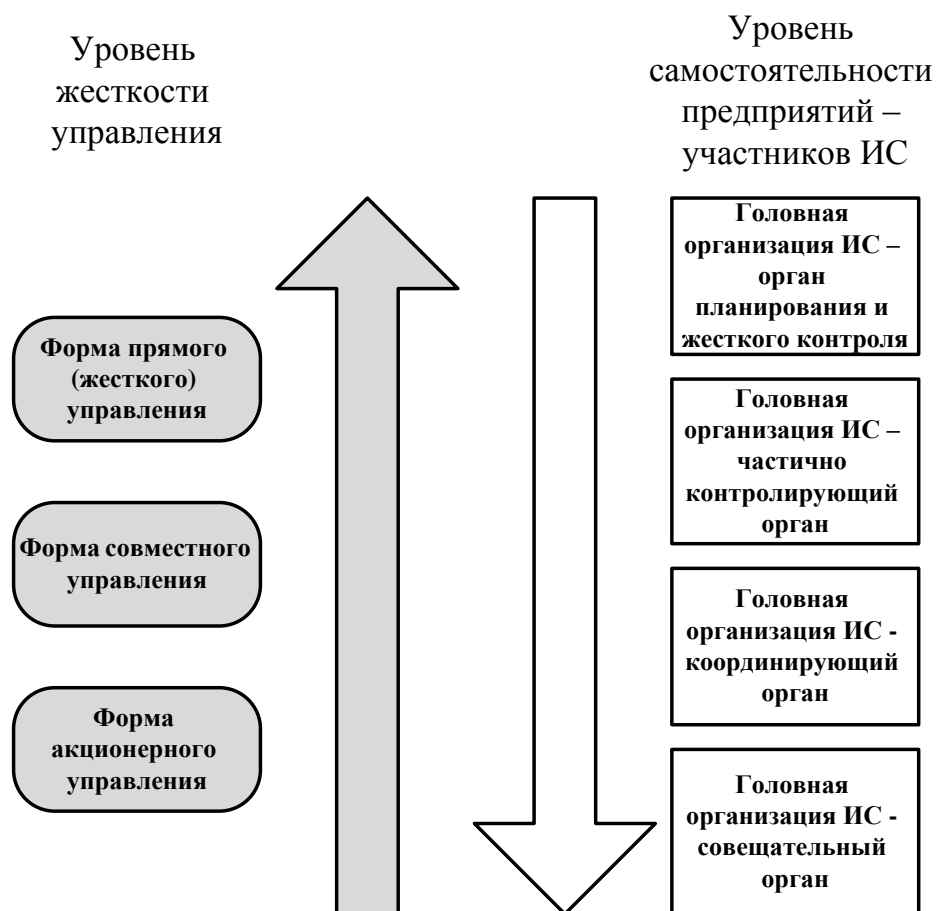 Уровень
жесткости
управления
Уровень
самостоятельности
предприятий –
участников ИС
Форма прямого
(жесткого)
управления
Форма совместного
управления
Форма
акционерного
управления
Головная
организация ИС –
орган
планирования и
жесткого контроля
Головная
организация ИС –
частично
контролирующий
орган
Головная
организация ИС -
координирующий
орган
Головная
организация ИС -
совещательный
орган